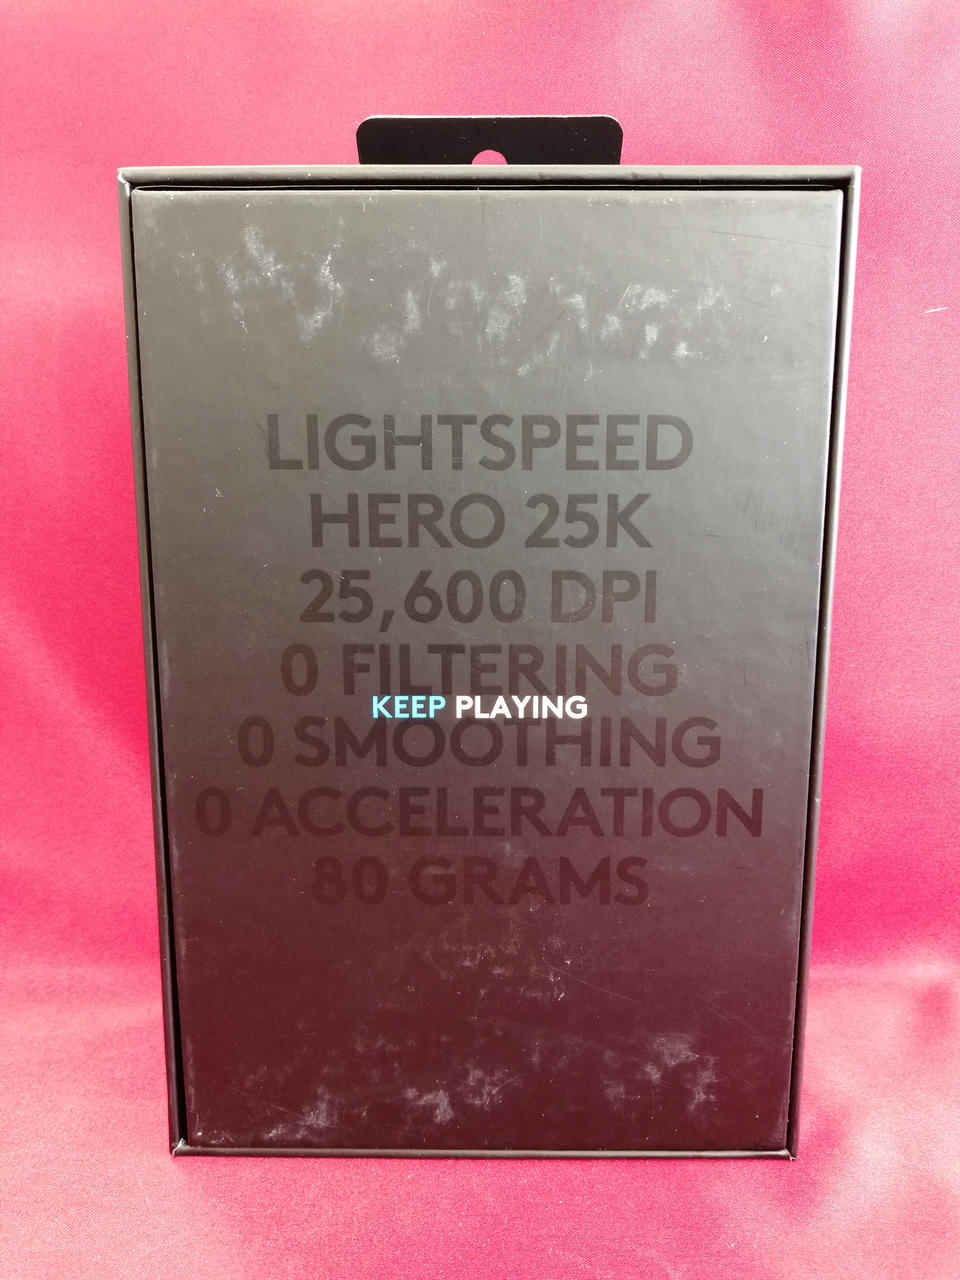 LIGHTSPEED
HERO 25K
25,600 DPI
0 FILTERING
KEEP PLAYING
0 SMOOTHING
0 ACCELERATION
80 GRAMS